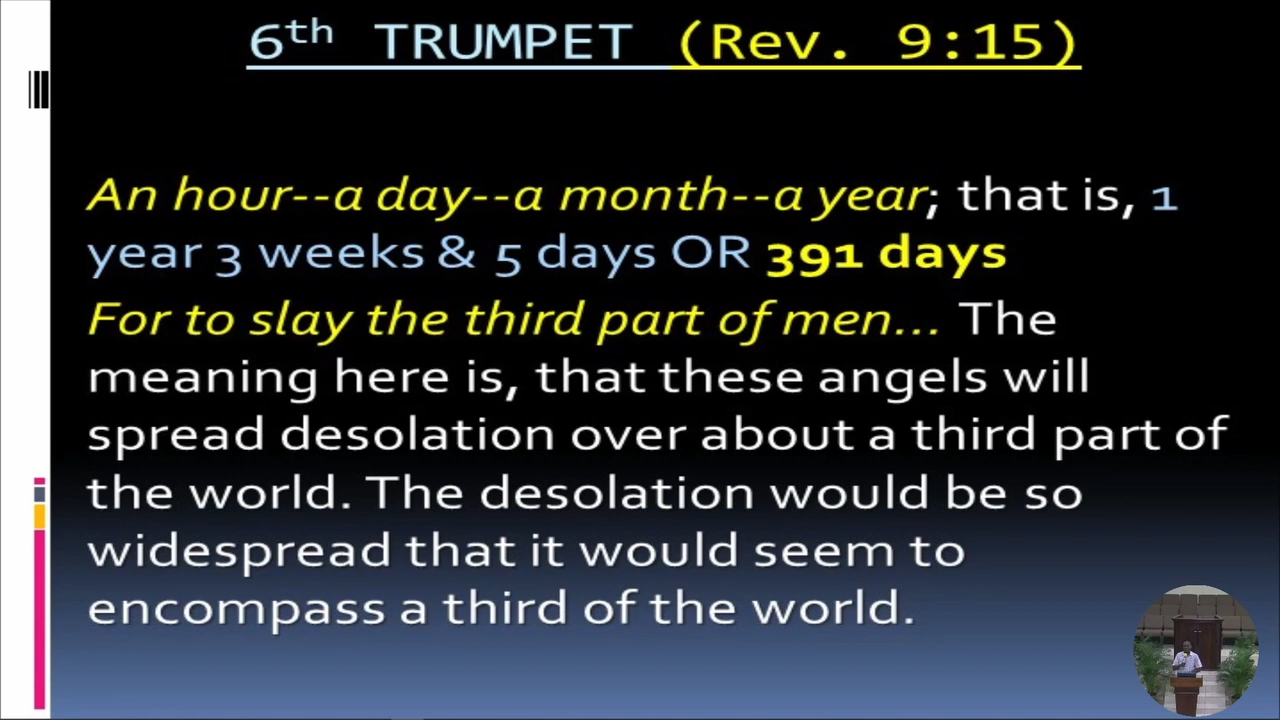 6th TRUMPET (Rev. 9:15)
An hour--a day--a month--a year; that is, 1
year 3 weeks & 5 days OR 391 days
For to slay the third part of men... The
meaning here is, that these angels will
spread desolation over about a third part of
the world. The desolation would be so
widespread that it would seem to
encompass a third of the world.